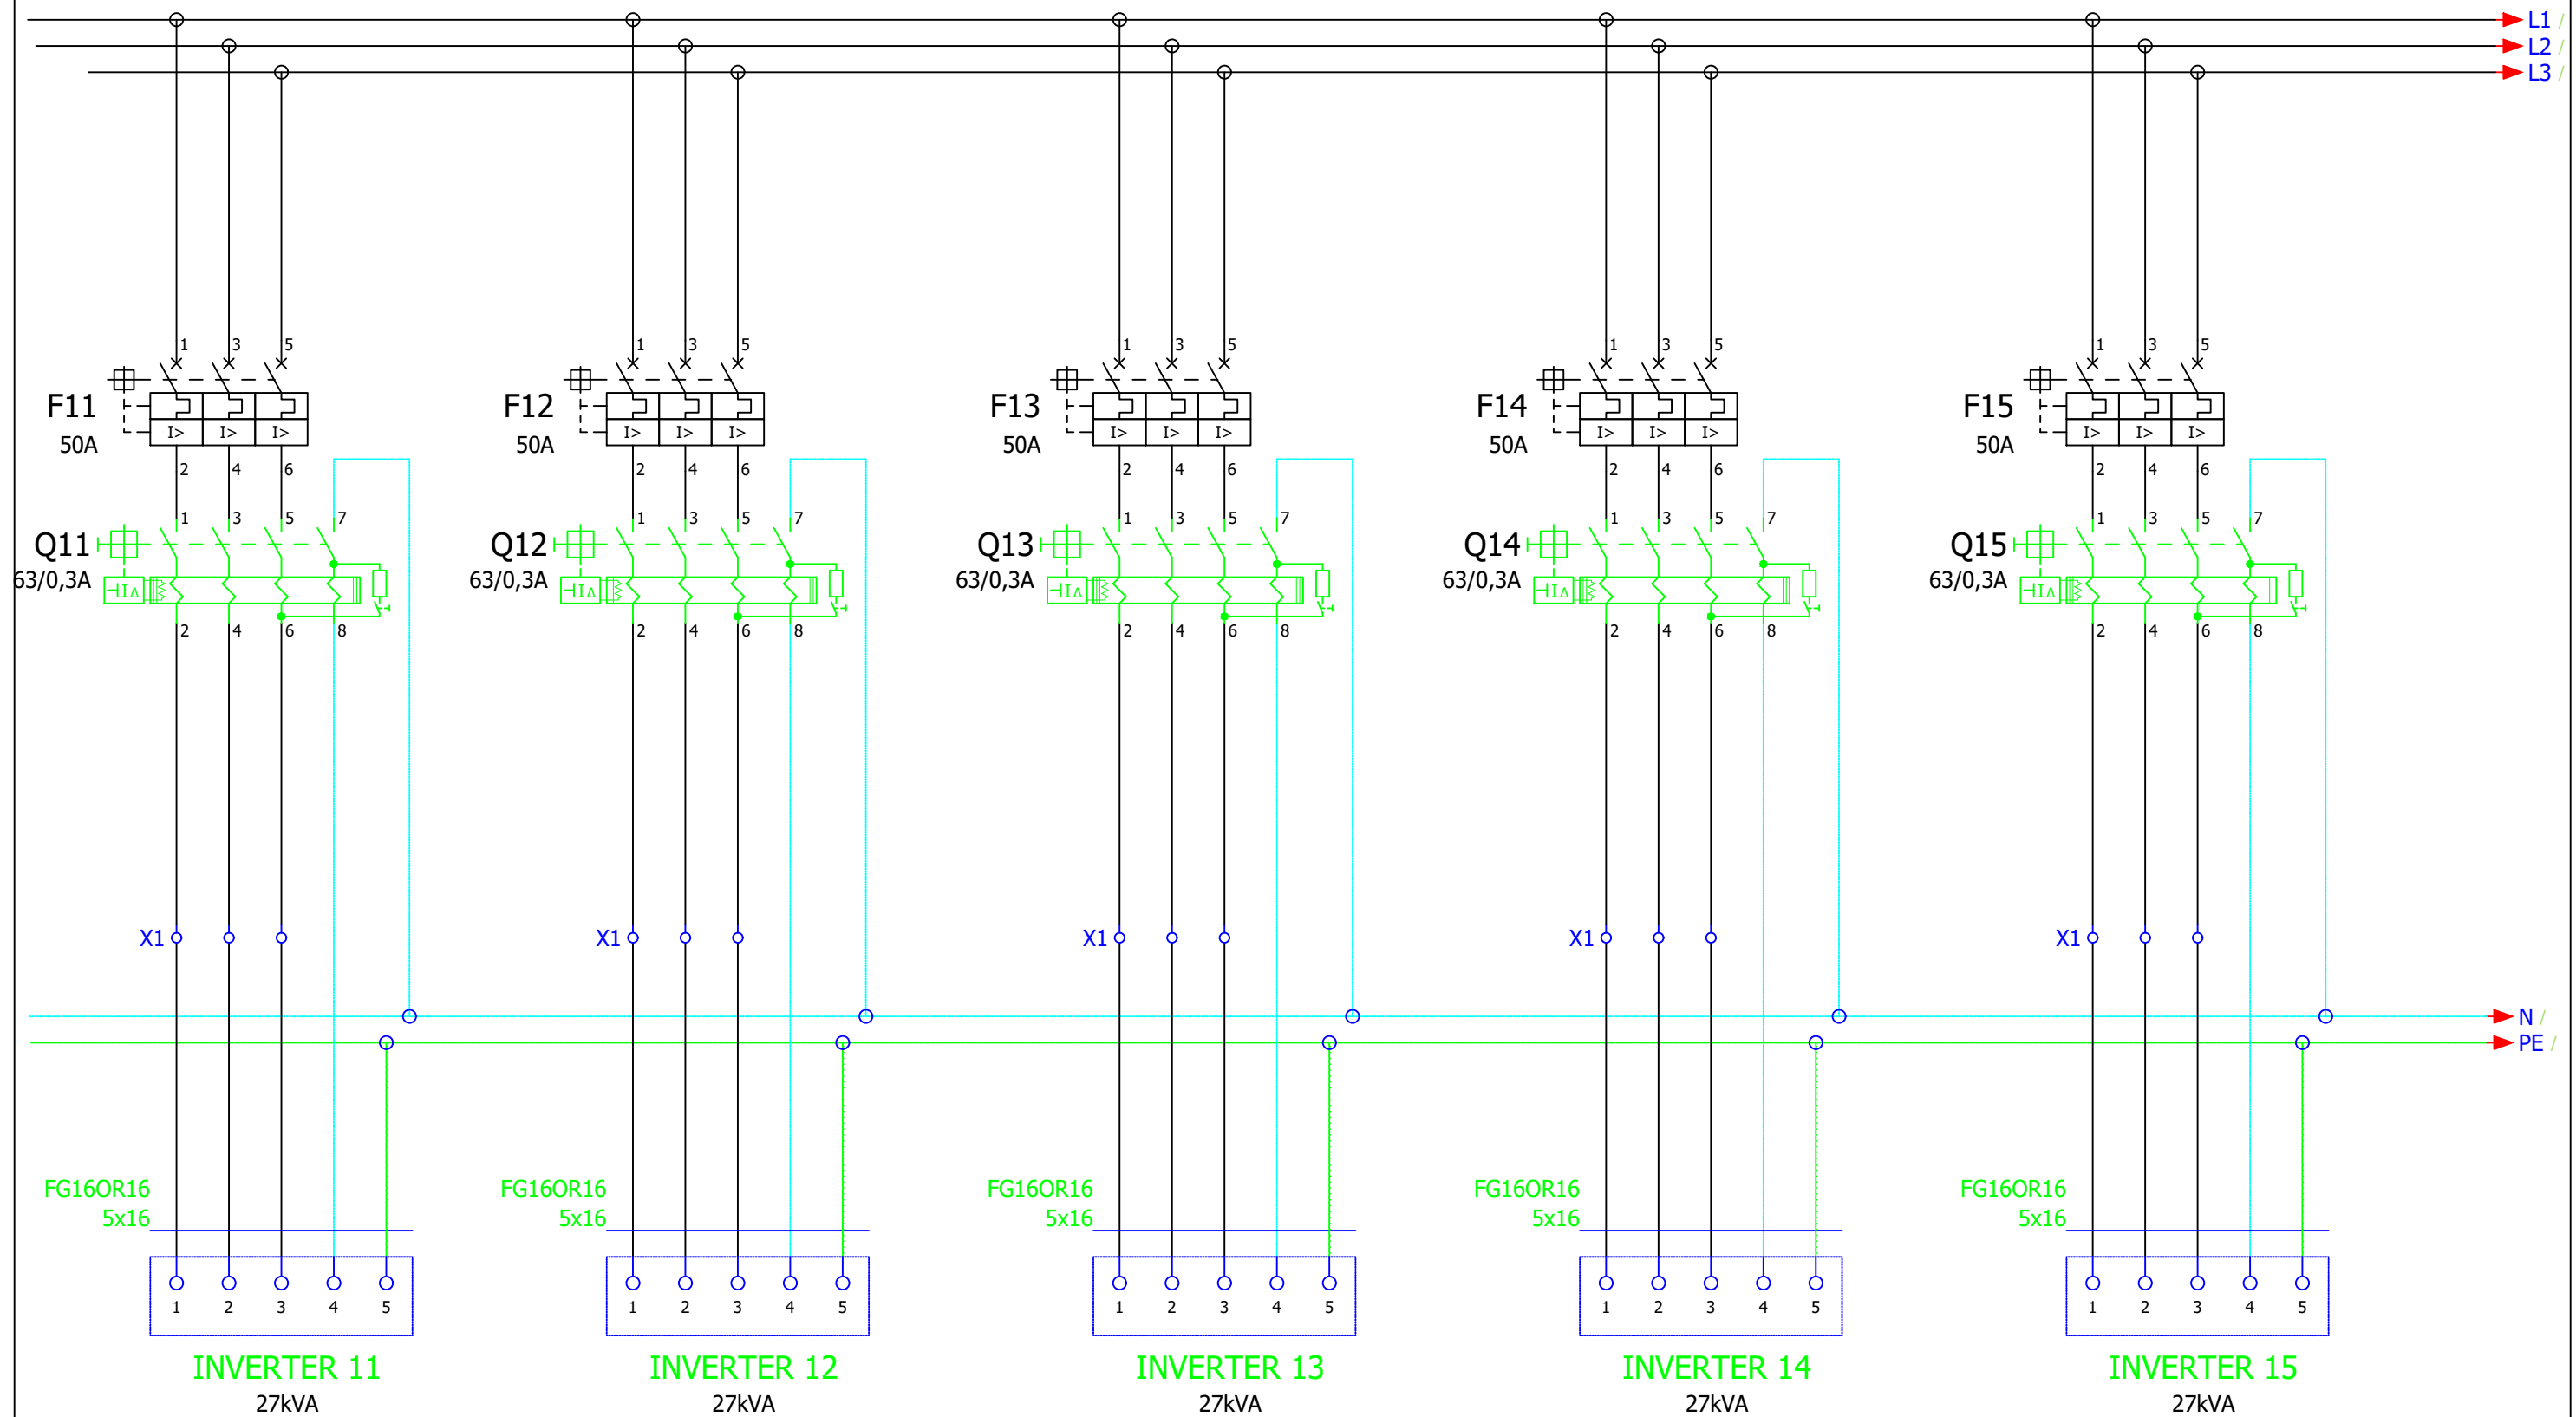 L1 /
L2 /
L3 /
1 3 5 1 3 5 1 3 5 1 3 5 1 3 5
F11 F12 F13 F14 F15
I> I> I> I> I> I> I> I> I> I> I> I> I> I> I>
50A 50A 50A 50A 50A
2 4 6 2 4 6 2 4 6 2 4 6 2 4 6
1 3 5 7 1 3 5 7 1 3 5 7 1 3 5 7 1 3 5 7
Q11 Q12 Q13 Q14 Q15
63/0,3A 63/0,3A 63/0,3A 63/0,3A 63/0,3A
I∆ I∆ I∆ I∆ I∆
2 4 6 8 2 4 6 8 2 4 6 8 2 4 6 8 2 4 6 8
X1 X1 X1 X1 X1
N /
PE /
FG16OR16 FG16OR16 FG16OR16 FG16OR16 FG16OR16
5x16 5x16 5x16 5x16 5x16
1 2 3 4 5 1 2 3 4 5 1 2 3 4 5 1 2 3 4 5 1 2 3 4 5
INVERTER 11 INVERTER 12 INVERTER 13 INVERTER 14 INVERTER 15
27kVA 27kVA 27kVA 27kVA 27kVA